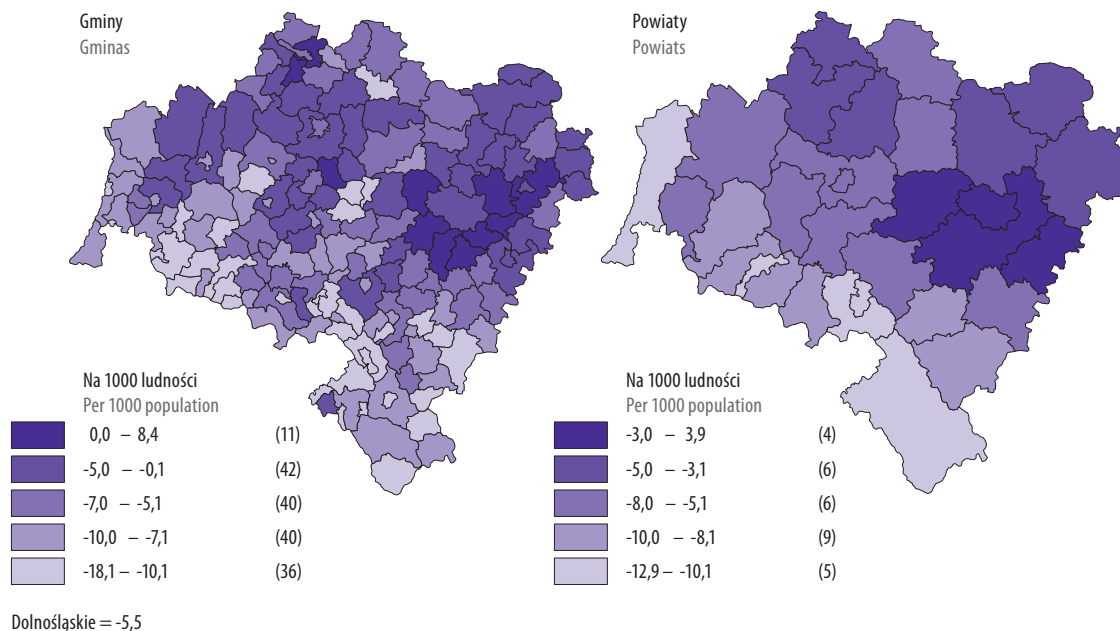 Gminy
Gminas
Na 1000 ludności
Per 1000 population
0,0 – 8,4 (11)
-5,0 – -0,1 (42)
-7,0 – -5,1 (40)
-10,0 – -7,1 (40)
-18,1 – -10,1 (36)
Powiaty
Powiats
Na 1000 ludności
Per 1000 population
-3,0 – 3,9 (4)
-5,0 – -3,1 (6)
-8,0 – -5,1 (6)
-10,0 – -8,1 (9)
-12,9 – -10,1 (5)
Dolnośląskie = -5,5